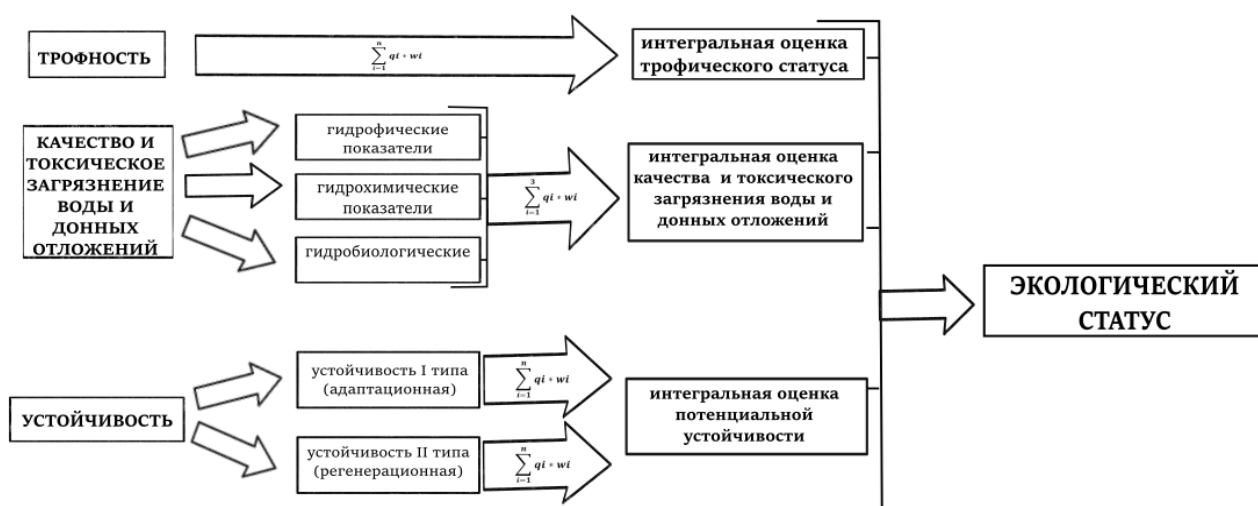 ТРОФНОСТЬ
n
∑ qi * wi
i=1
интегральная оценка
трофического статуса
КАЧЕСТВО И
ТОКСИЧЕСКОЕ
ЗАГРЯЗНЕНИЕ
ВОДЫ И
ДОННЫХ
ОТЛОЖЕНИЙ
гидрофические
показатели
гидрохимические
показатели
гидробиологические
3
∑ qi * wi
i=1
интегральная оценка
качества и токсического
загрязнения воды и
донных отложений
УСТОЙЧИВОСТЬ
устойчивость I типа
(адаптационная)
n
∑ qi * wi
i=1
устойчивость II типа
(регенерационная)
n
∑ qi * wi
i=1
интегральная оценка
потенциальной
устойчивости
ЭКОЛОГИЧЕСКИЙ
СТАТУС